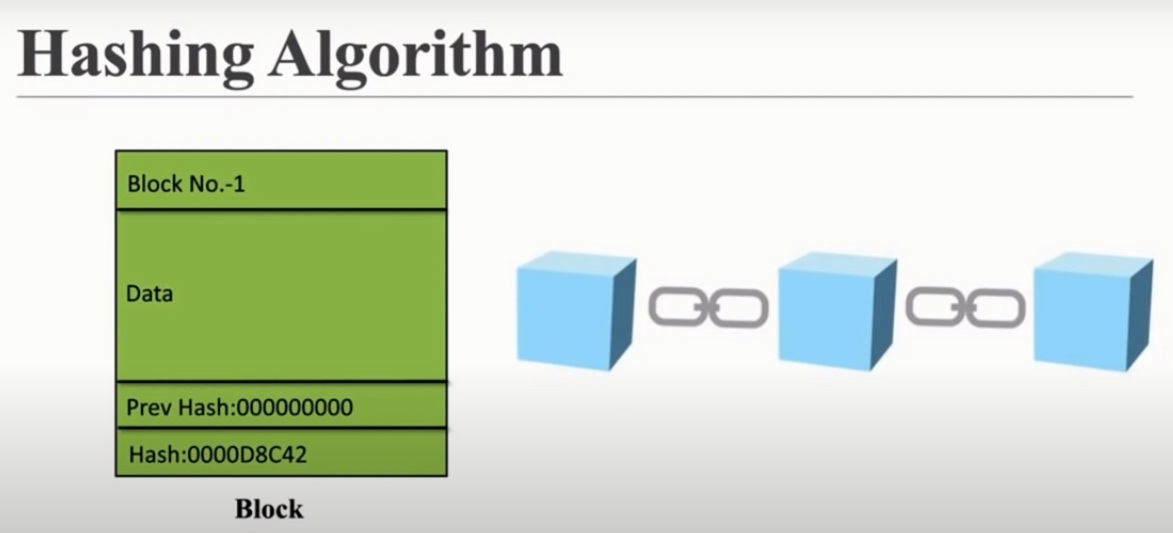 Hashing Algorithm
Block No.-1
Data
Prev Hash:000000000
Hash:0000D8C42
Block